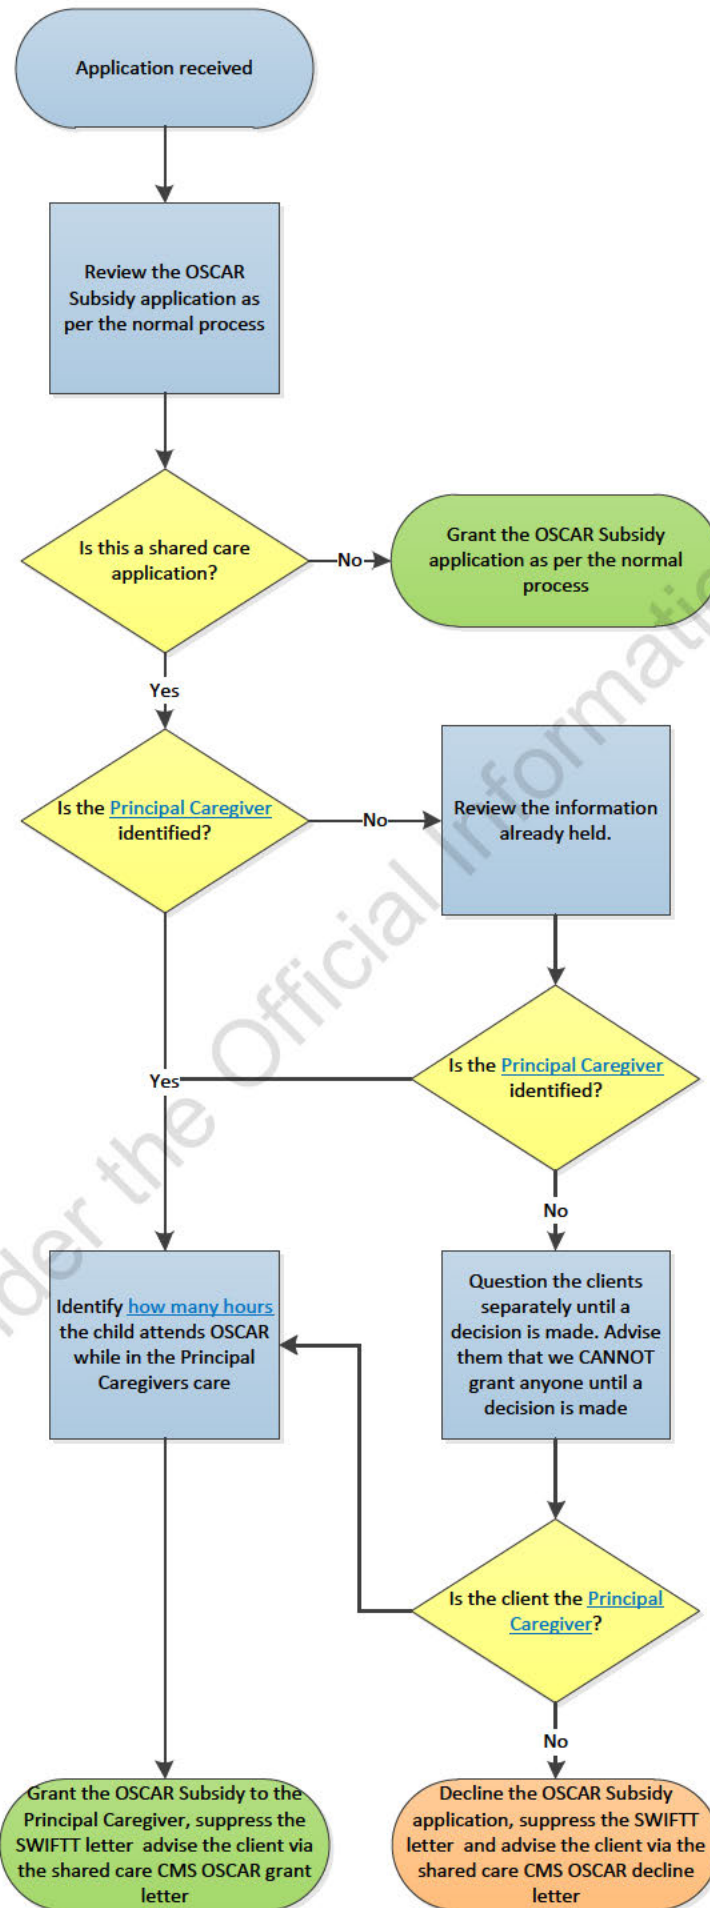 Application received
Review the OSCAR
Subsidy application as
per the normal process
Is this a shared care
application?
No
Grant the OSCAR Subsidy
application as per the normal
process
Yes
Is the Principal Caregiver
identified?
No
Review the information
already held.
Is the Principal Caregiver
identified?
Yes
No
Identify how many hours
the child attends OSCAR
while in the Principal
Caregivers care
Question the clients
separately until a
decision is made. Advise
them that we CANNOT
grant anyone until a
decision is made
Is the client the Principal
Caregiver?
No
Grant the OSCAR Subsidy to the
Principal Caregiver, suppress the
SWIFTT letter advise the client via
the shared care CMS OSCAR grant
letter
Decline the OSCAR Subsidy
application, suppress the SWIFTT
letter and advise the client via the
shared care CMS OSCAR decline
letter
the Official